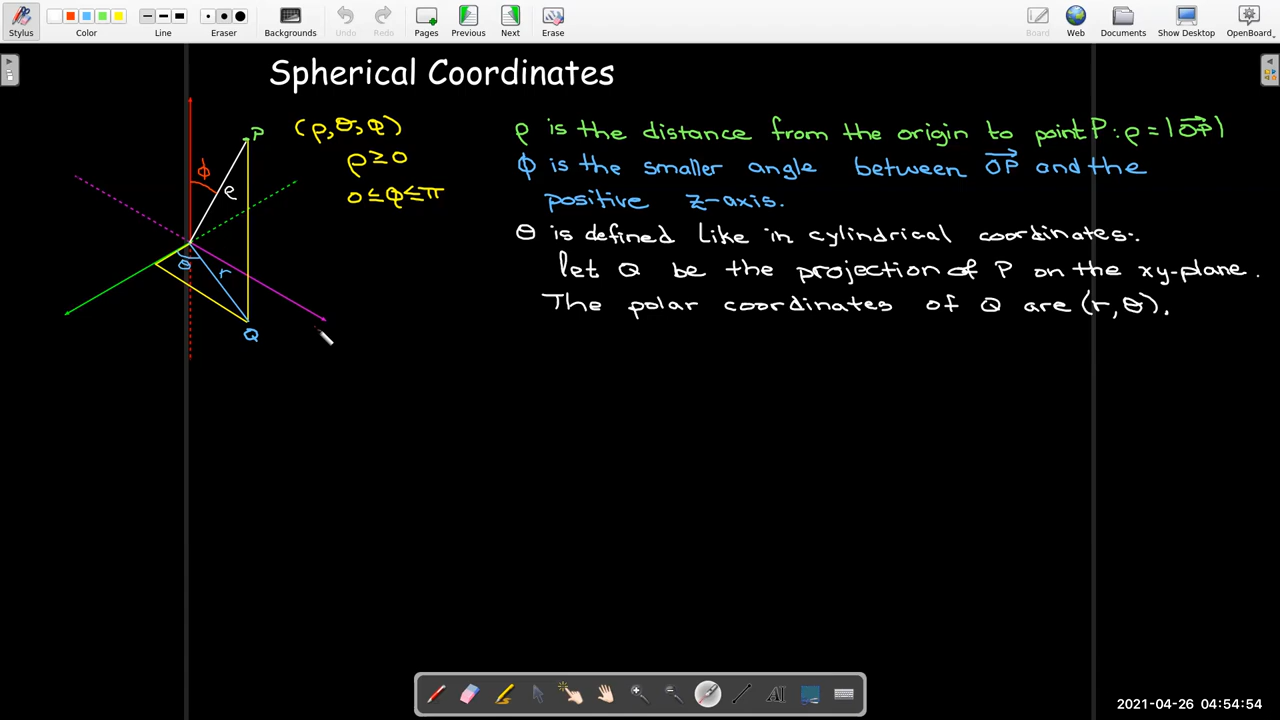 Stylus
Color
Line
Eraser
Backgrounds
Undo
Redo
Pages
Previous
Next
Erase
Board
Web
Documents
Show Desktop
OpenBoard
Spherical Coordinates
P
(ρ, θ, φ)
ρ ≥ 0
0 ≤ φ ≤ π
ϕ
ρ
θ
r
Q
ρ is the distance from the origin to point P : ρ = |OP|
ϕ is the smaller angle between OP and the
positive z-axis.
θ is defined like in cylindrical coordinates:
let Q be the projection of P on the xy-plane.
The polar coordinates of Q are (r, θ).
AI
2021-04-26 04:54:54